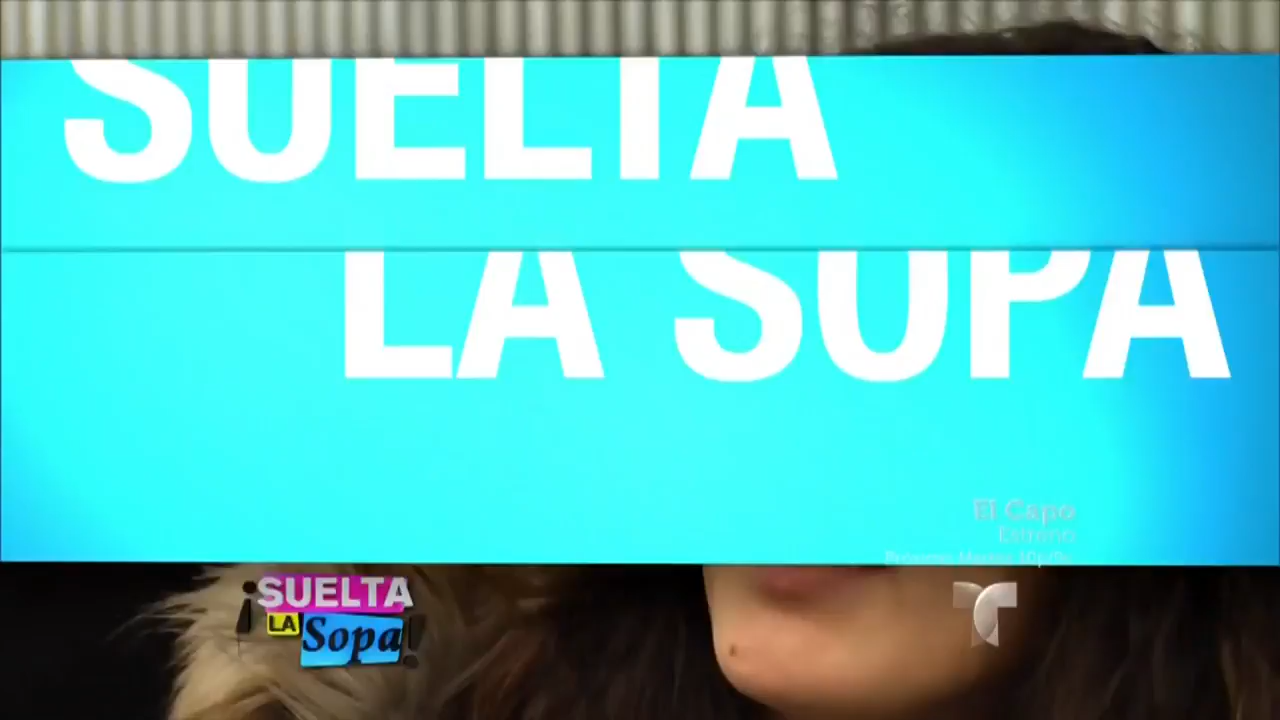 SUELTA
LA SOPA
El Capo
Estreno
¡SUELTA
LA Sopa!